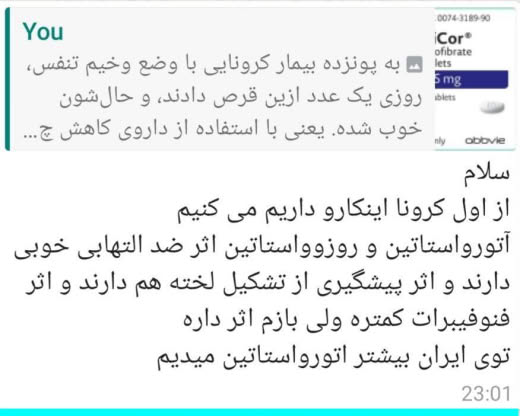 You
به پونزده بیمار کرونایی با وضع وخیم تنفس،
روزی یک عدد ازین قرص دادند، و حال‌شون
خوب شده. یعنی با استفاده از داروی کاهش چ...
0074-3189-90
iCor®
ofibrate
lets
5 mg
ablets
nly
abbvie
سلام
از اول کرونا اینکارو داریم می کنیم
آتورواستاتین و روزوواستاتین اثر ضد التهابی خوبی
دارند و اثر پیشگیری از تشکیل لخته هم دارند و اثر
فنوفیبرات کمتره ولی بازم اثر داره
توی ایران بیشتر اتورواستاتین میدیم
23:01